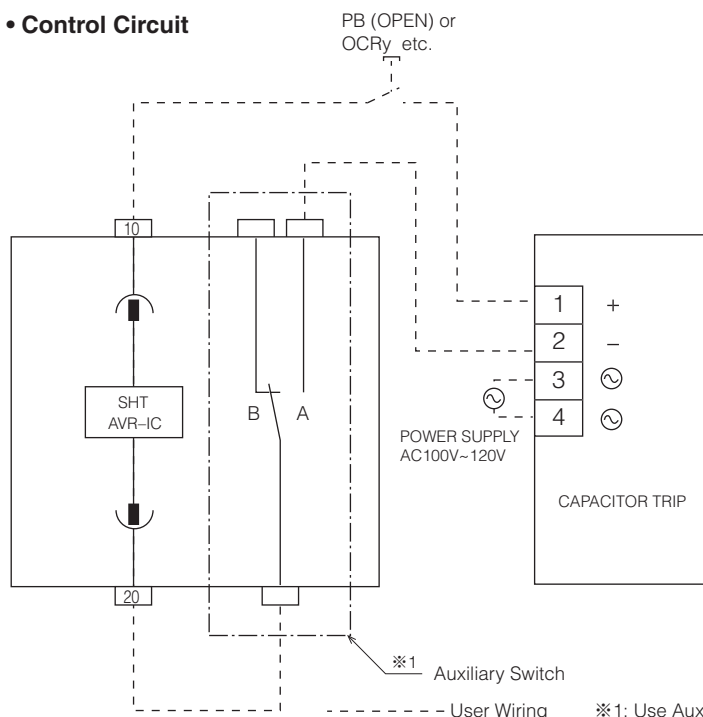 • Control Circuit
PB (OPEN) or
OCRy etc.
10
1 +
2 –
3
4
SHT
AVR–IC
B A
POWER SUPPLY
AC100V~120V
CAPACITOR TRIP
20
※1
Auxiliary Switch
User Wiring ※1: Use Aux